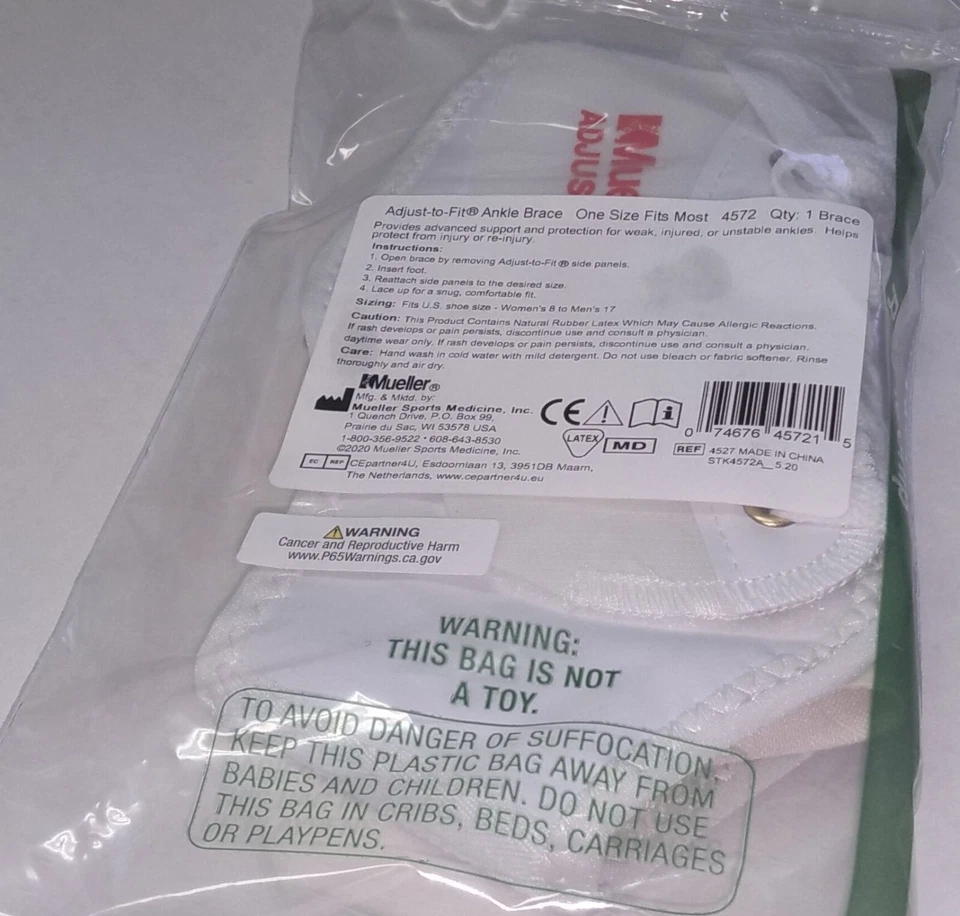 Mue
ADJUS
Adjust-to-Fit® Ankle Brace One Size Fits Most 4572 Qty: 1 Brace
Provides advanced support and protection for weak, injured, or unstable ankles. Helps
protect from injury or re-injury.
Instructions:
1. Open brace by removing Adjust-to-Fit® side panels.
2. Insert foot.
3. Reattach side panels to the desired size.
4. Lace up for a snug, comfortable fit.
Sizing: Fits U.S. shoe size - Women's 8 to Men's 17
Caution: This Product Contains Natural Rubber Latex Which May Cause Allergic Reactions.
If rash develops or pain persists, discontinue use and consult a physician.
daytime wear only. If rash develops or pain persists, discontinue use and consult a physician.
Care: Hand wash in cold water with mild detergent. Do not use bleach or fabric softener. Rinse
thoroughly and air dry.
Mueller®
Mfg. & Mktd. by:
Mueller Sports Medicine, Inc.
1 Quench Drive, P.O. Box 99,
Prairie du Sac, WI 53578 USA
1-800-356-9522 • 608-643-8530
©2020 Mueller Sports Medicine, Inc.
EC REP CEpartner4U, Esdoornlaan 13, 3951DB Maarn,
The Netherlands, www.cepartner4u.eu
CE
LATEX MD
0 74676 45721 5
REF 4527 MADE IN CHINA
STK4572A_5 20
WARNING
Cancer and Reproductive Harm
www.P65Warnings.ca.gov
WARNING:
THIS BAG IS NOT
A TOY.
TO AVOID DANGER OF SUFFOCATION,
KEEP THIS PLASTIC BAG AWAY FROM
BABIES AND CHILDREN. DO NOT USE
THIS BAG IN CRIBS, BEDS, CARRIAGES
OR PLAYPENS.